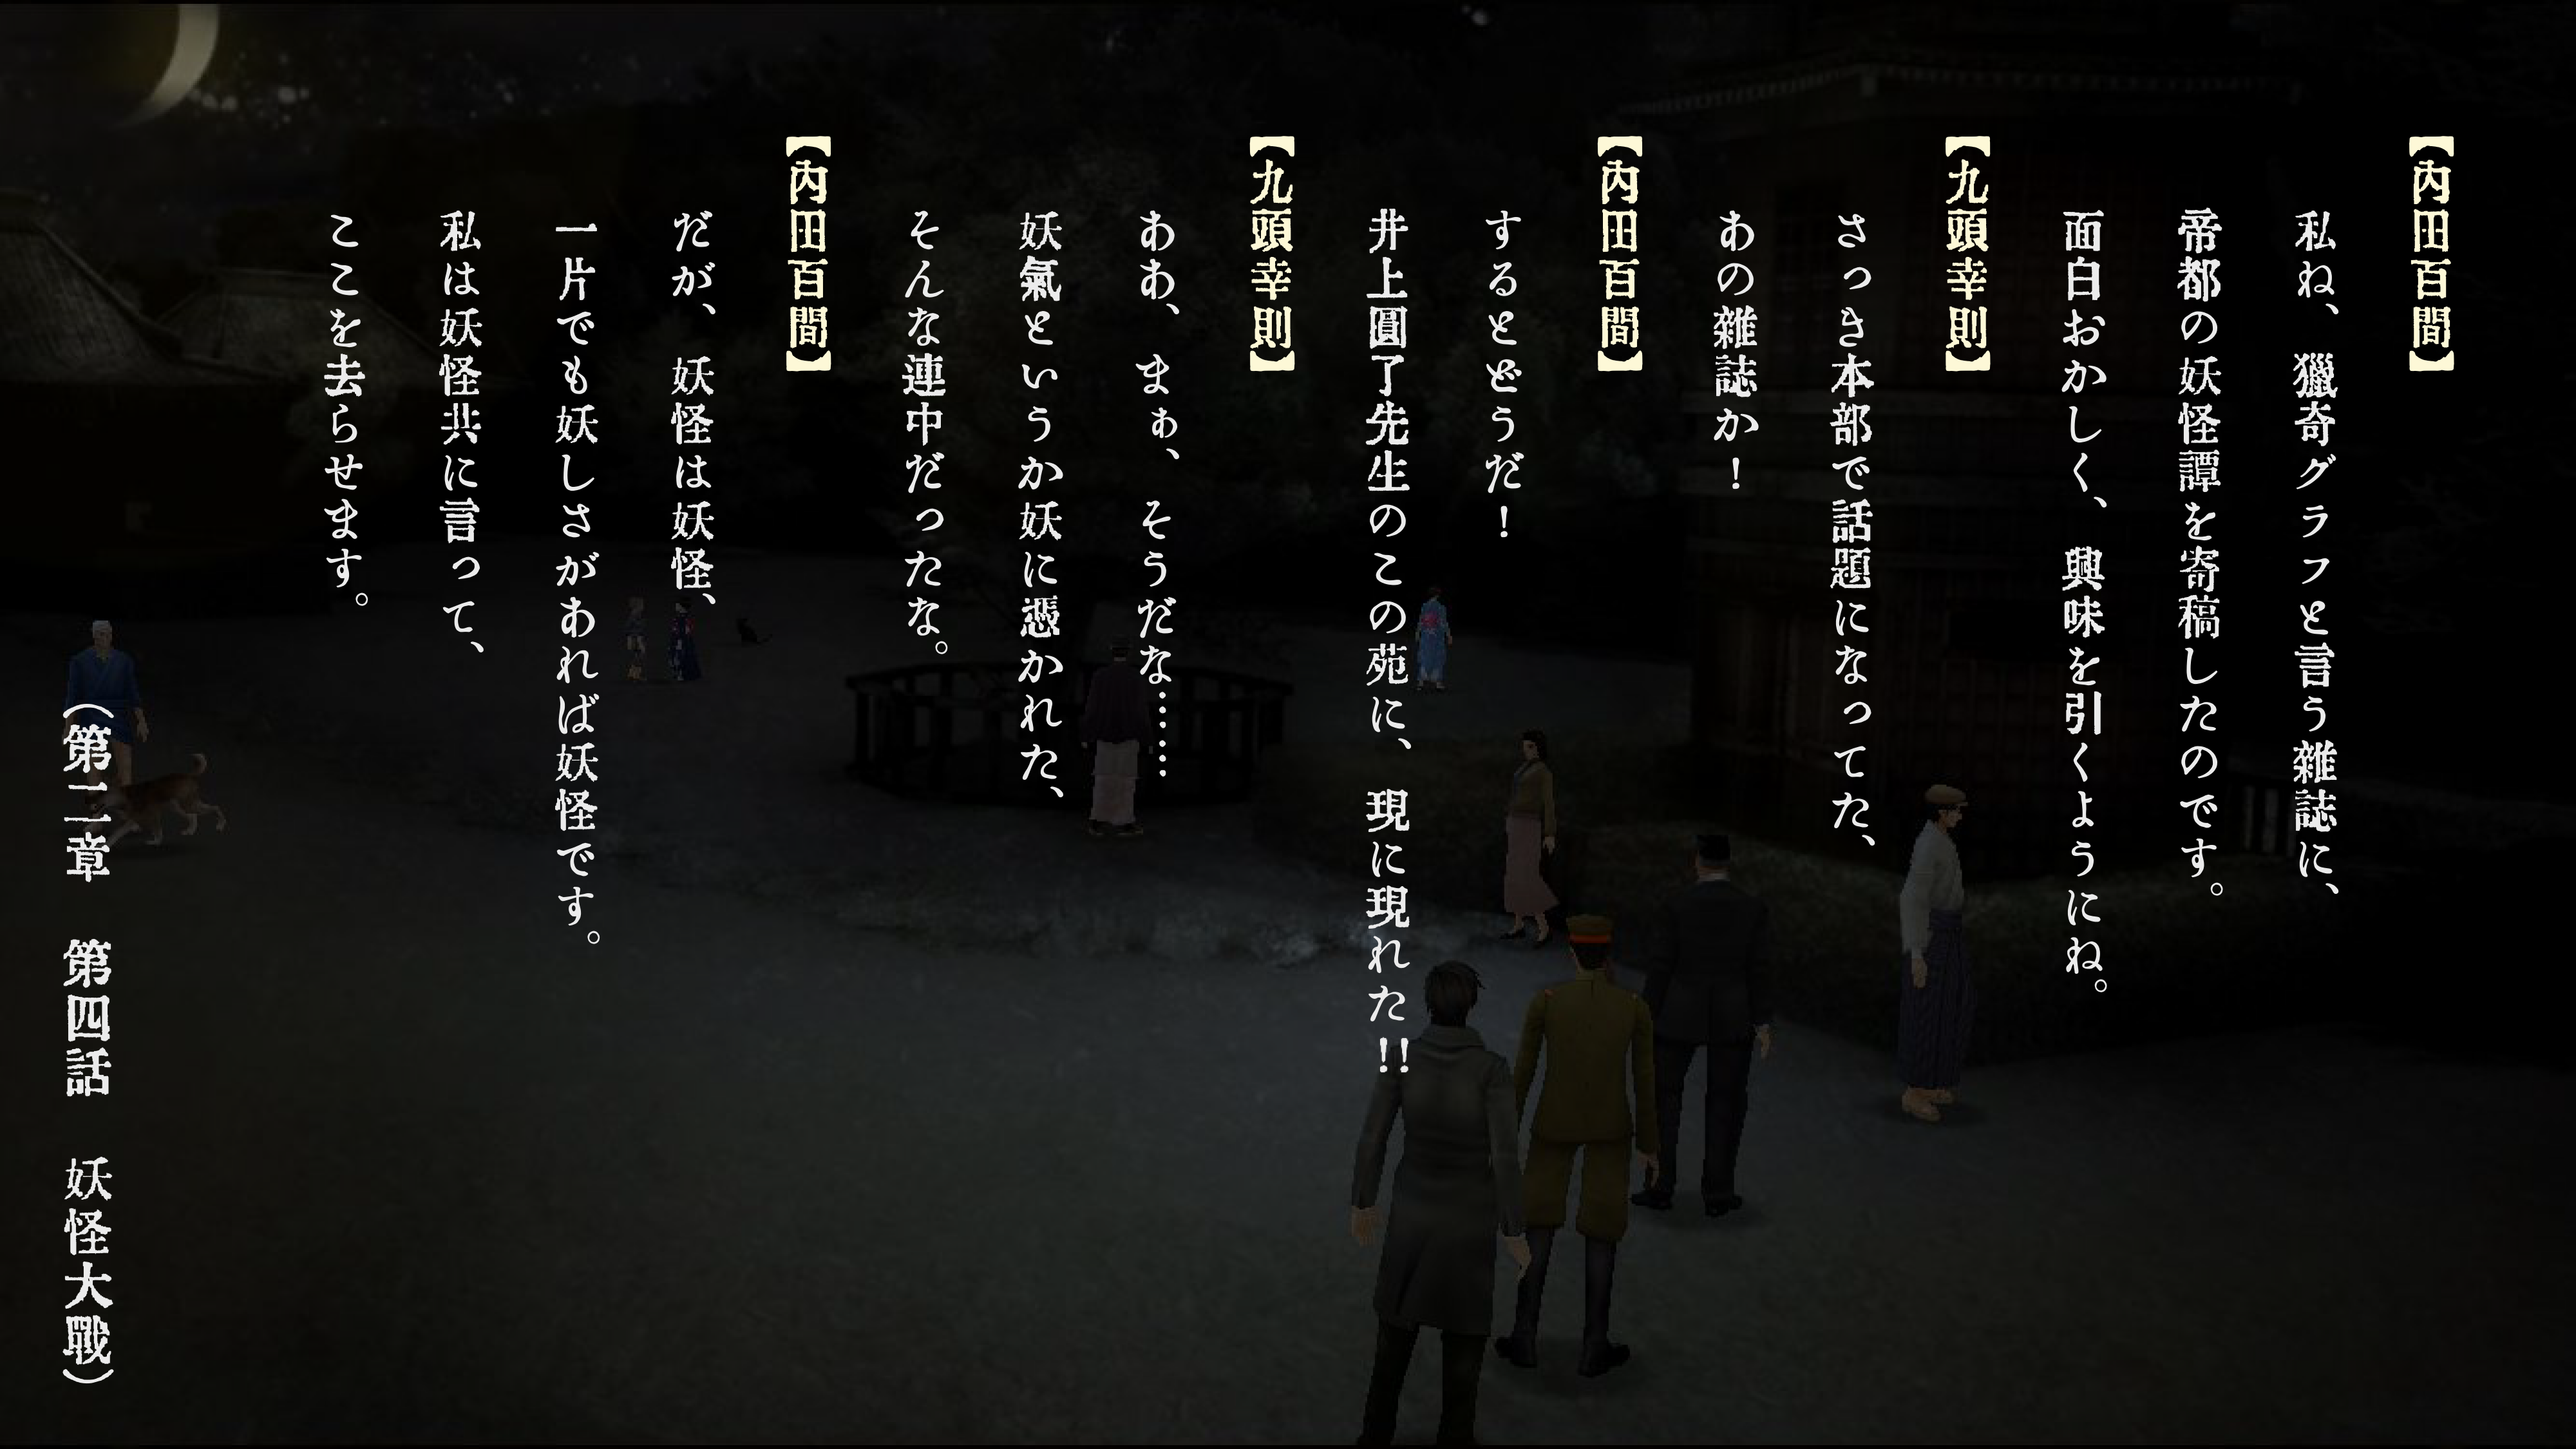 【内田百間】
私ね、獵奇グラフと言う雑誌に、
帝都の妖怪譚を寄稿したのです。
面白おかしく、興味を引くようにね。
【九頭幸則】
さっき本部で話題になってた、
あの雑誌か！
【内田百間】
するとどうだ！
井上圓了先生のこの苑に、現に現れた!!
【九頭幸則】
ああ、まぁ、そうだな……
妖氣というか妖に憑かれた、
そんな連中だったな。
【内田百間】
だが、妖怪は妖怪、
一片でも妖しさがあれば妖怪です。
私は妖怪共に言って、
ここを去らせます。
（第二章　第四話　妖怪大戰）